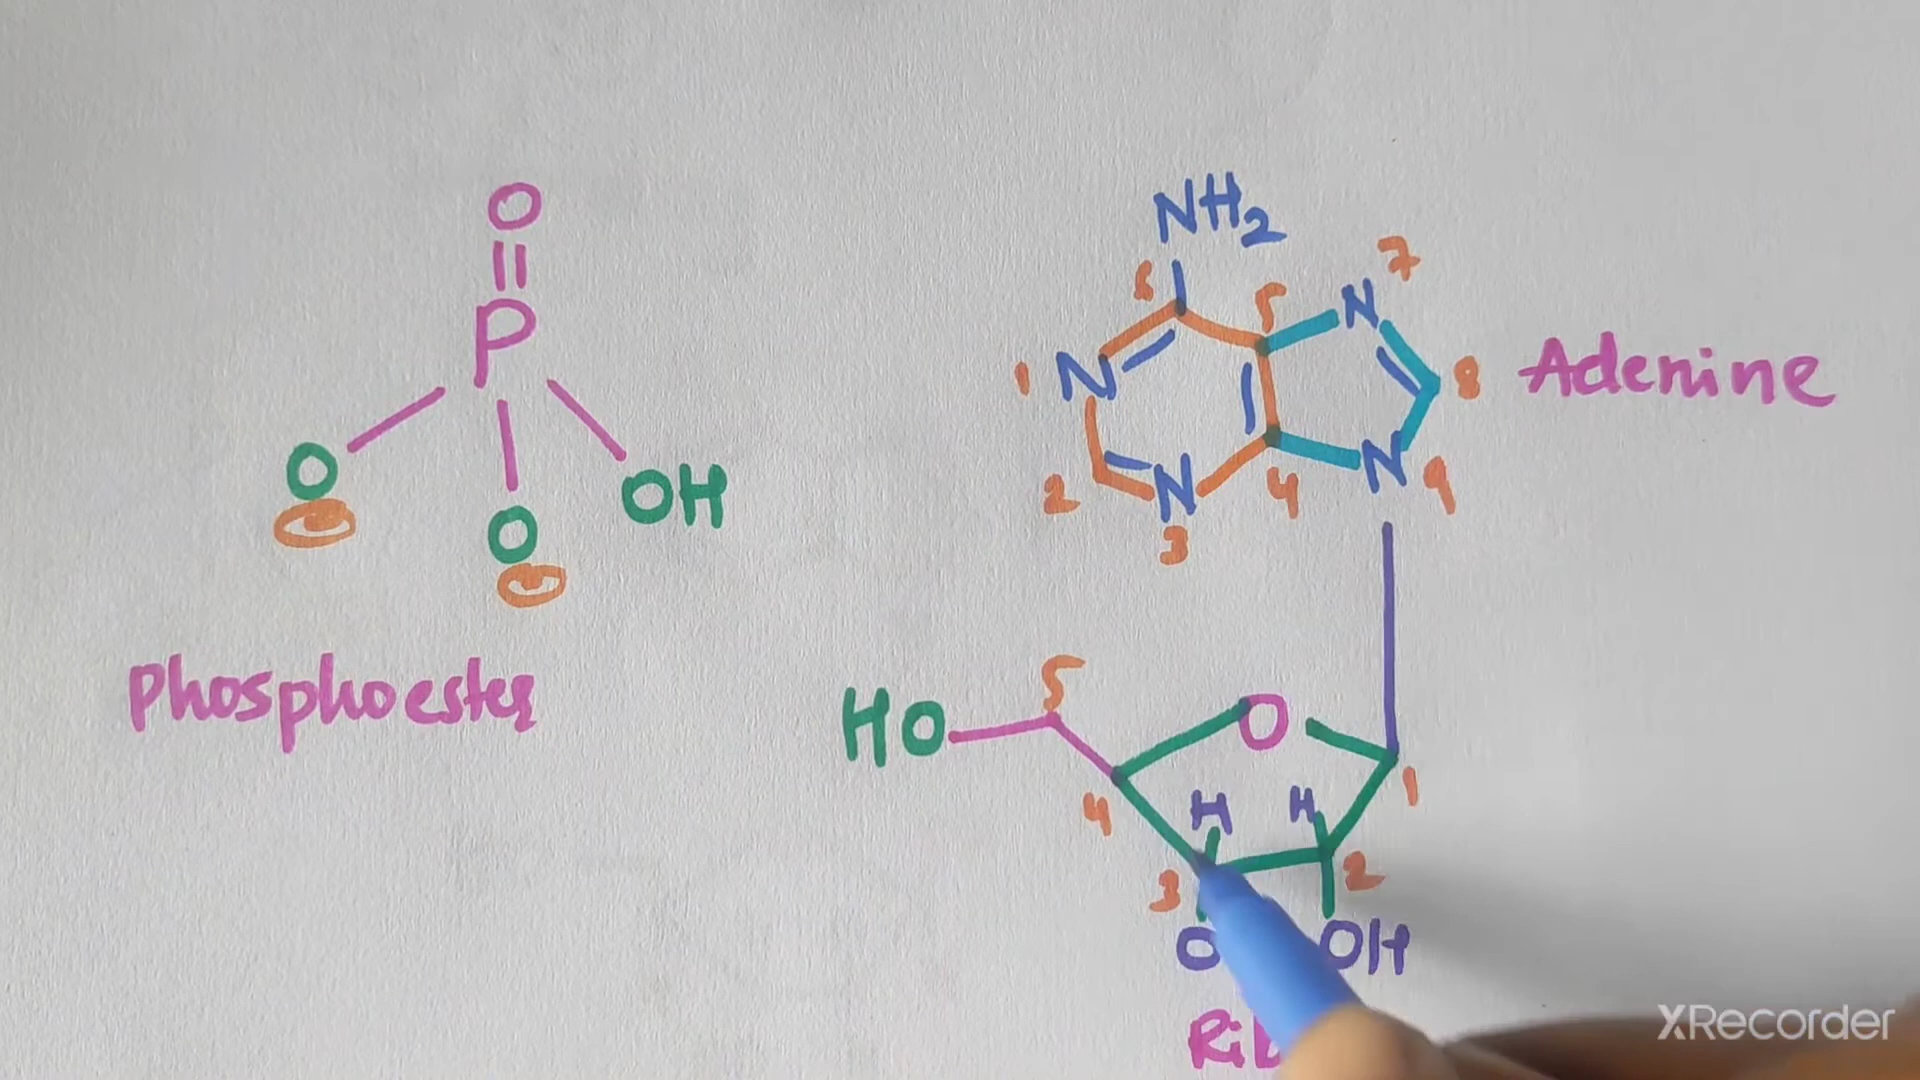 O
P
O
O
OH
Phosphoester
NH2
6
5
N
7
1
N
8
Adenine
2
N
3
4
N
9
HO
5
O
4
H
H
1
3
2
O
OH
XRecorder